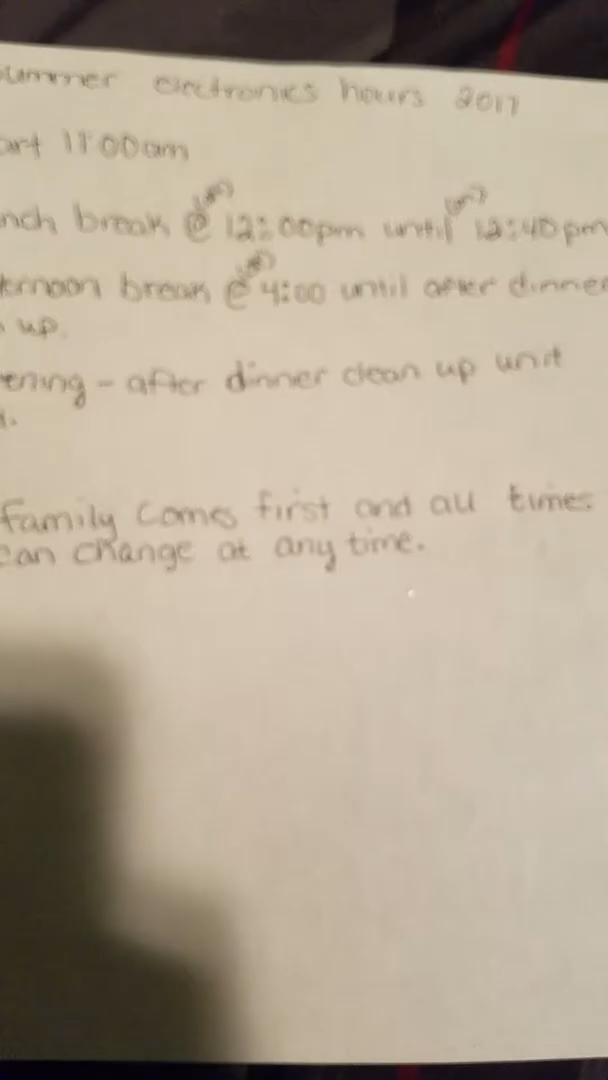 ummer electronics hours 2017
art 11:00am
nch break @ 12:00pm until 12:40pm
ernoon break @ 4:00 until after dinner
up.
ening - after dinner clean up unit
family comes first and all times
can change at any time.